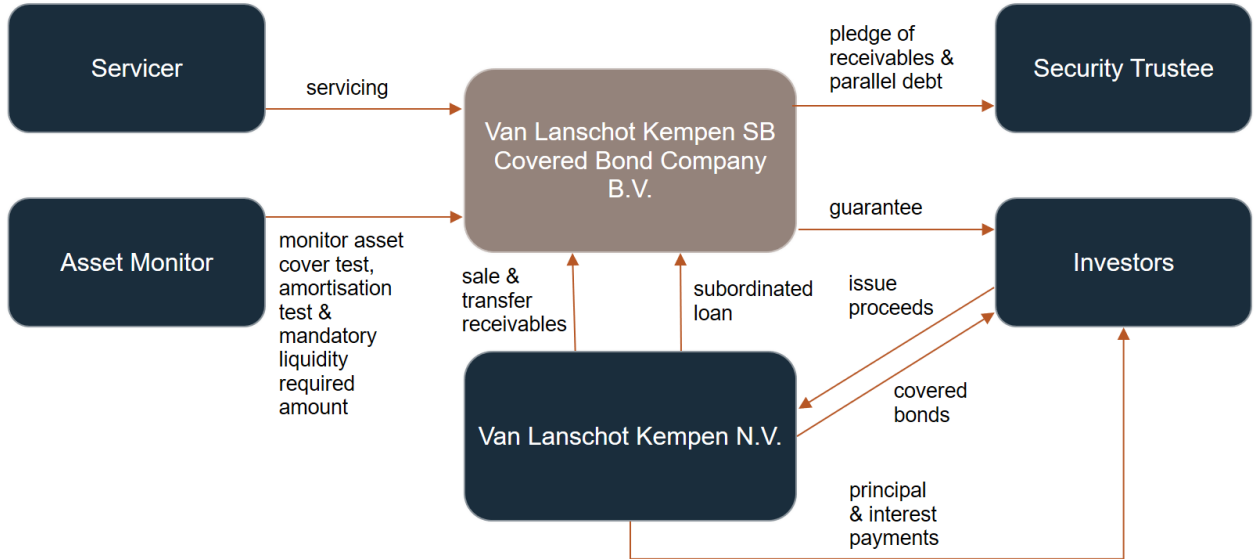 Servicer
servicing
Van Lanschot Kempen SB
Covered Bond Company
B.V.
pledge of
receivables &
parallel debt
Security Trustee
Asset Monitor
monitor asset
cover test,
amortisation
test &
mandatory
liquidity
required
amount
guarantee
Investors
sale &
transfer
receivables
subordinated
loan
issue
proceeds
covered
bonds
Van Lanschot Kempen N.V.
principal
& interest
payments